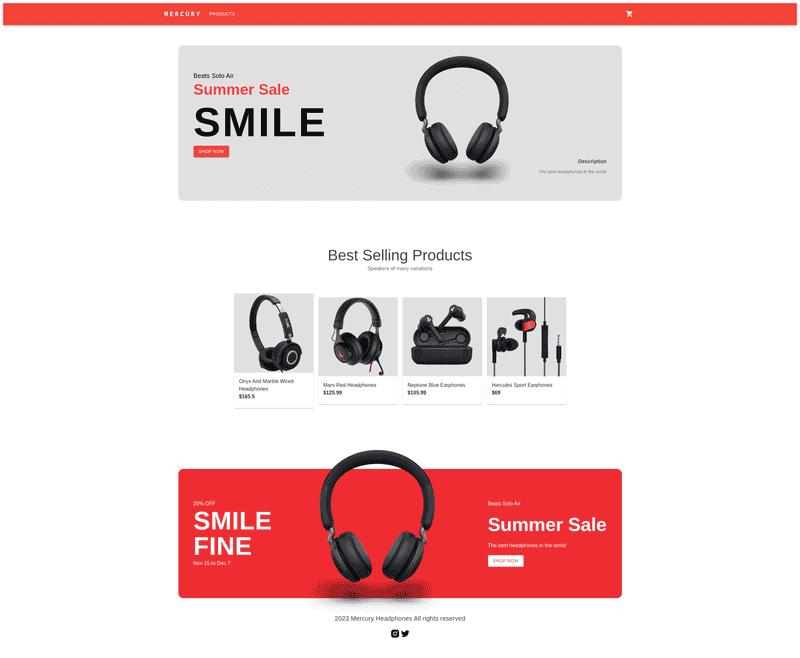 MERCURY PRODUCTS
Beats Solo Air
Summer Sale
SMILE
SHOP NOW
Description
The best headphones in the world
Best Selling Products
Speakers of many variations
Onyx And Marble Wired
Headphones
$165.5
Mars Red Headphones
$125.99
Neptune Blue Earphones
$105.99
Hercules Sport Earphones
$69
20% OFF
SMILE
FINE
Nov 15 to Dec 7
Beats Solo Air
Summer Sale
The best headphones in the world
SHOP NOW
2023 Mercury Headphones All rights reserved